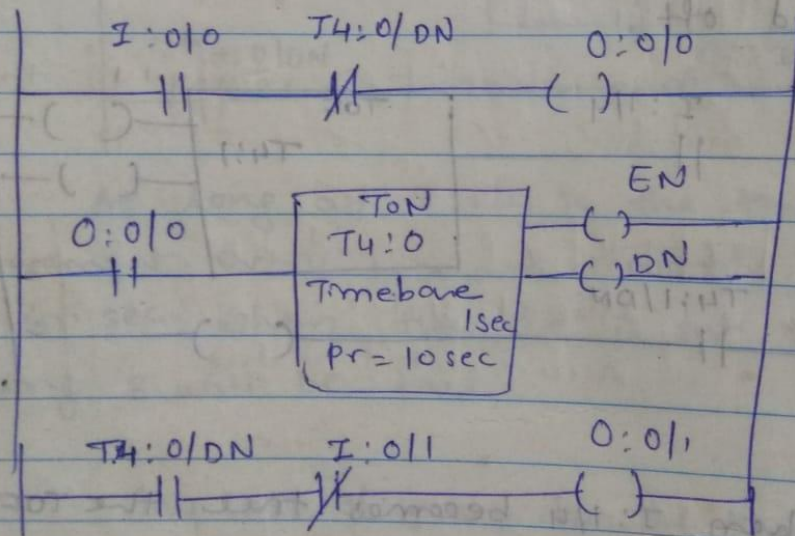 I:0/0 T4:0/DN O:0/0
EN
O:0/0
TON
T4:0
DN
Timebase
1sec
Pr = 10 sec
T4:0/DN I:0/1 O:0/1